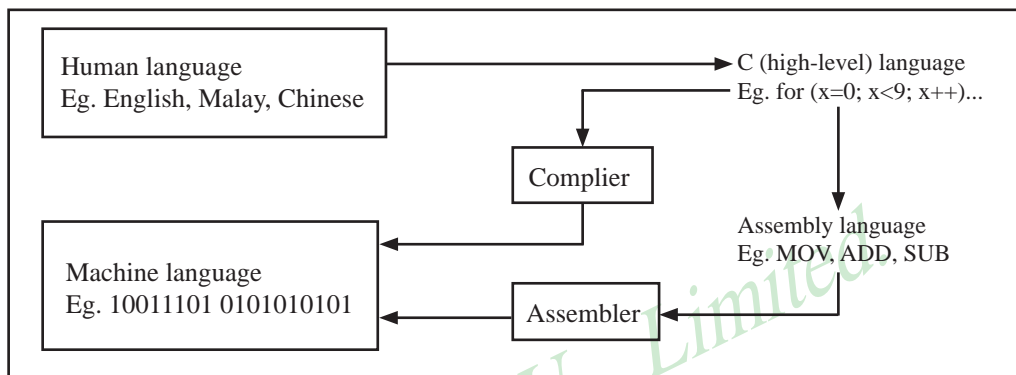 Human language
Eg. English, Malay, Chinese
C (high-level) language
Eg. for (x=0; x<9; x++)...
Complier
Assembly language
Eg. MOV, ADD, SUB
Machine language
Eg. 10011101 0101010101
Assembler
U Limited.